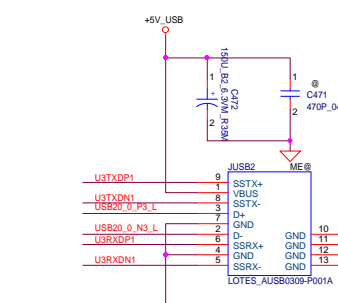 +5V_USB
1
2
150U_B2_6.3VM_R35M
C472
+
1
2
@
C471
470P_04
JUSB2
ME@
U3TXDP1
9
SSTX+
1
VBUS
U3TXDN1
8
SSTX-
USB20_0_P3_L
3
D+
7
GND
USB20_0_N3_L
2
D-
GND
10
U3RXDP1
6
SSRX+
GND
11
4
GND
GND
12
U3RXDN1
5
SSRX-
GND
13
LOTES_AUSB0309-P001A